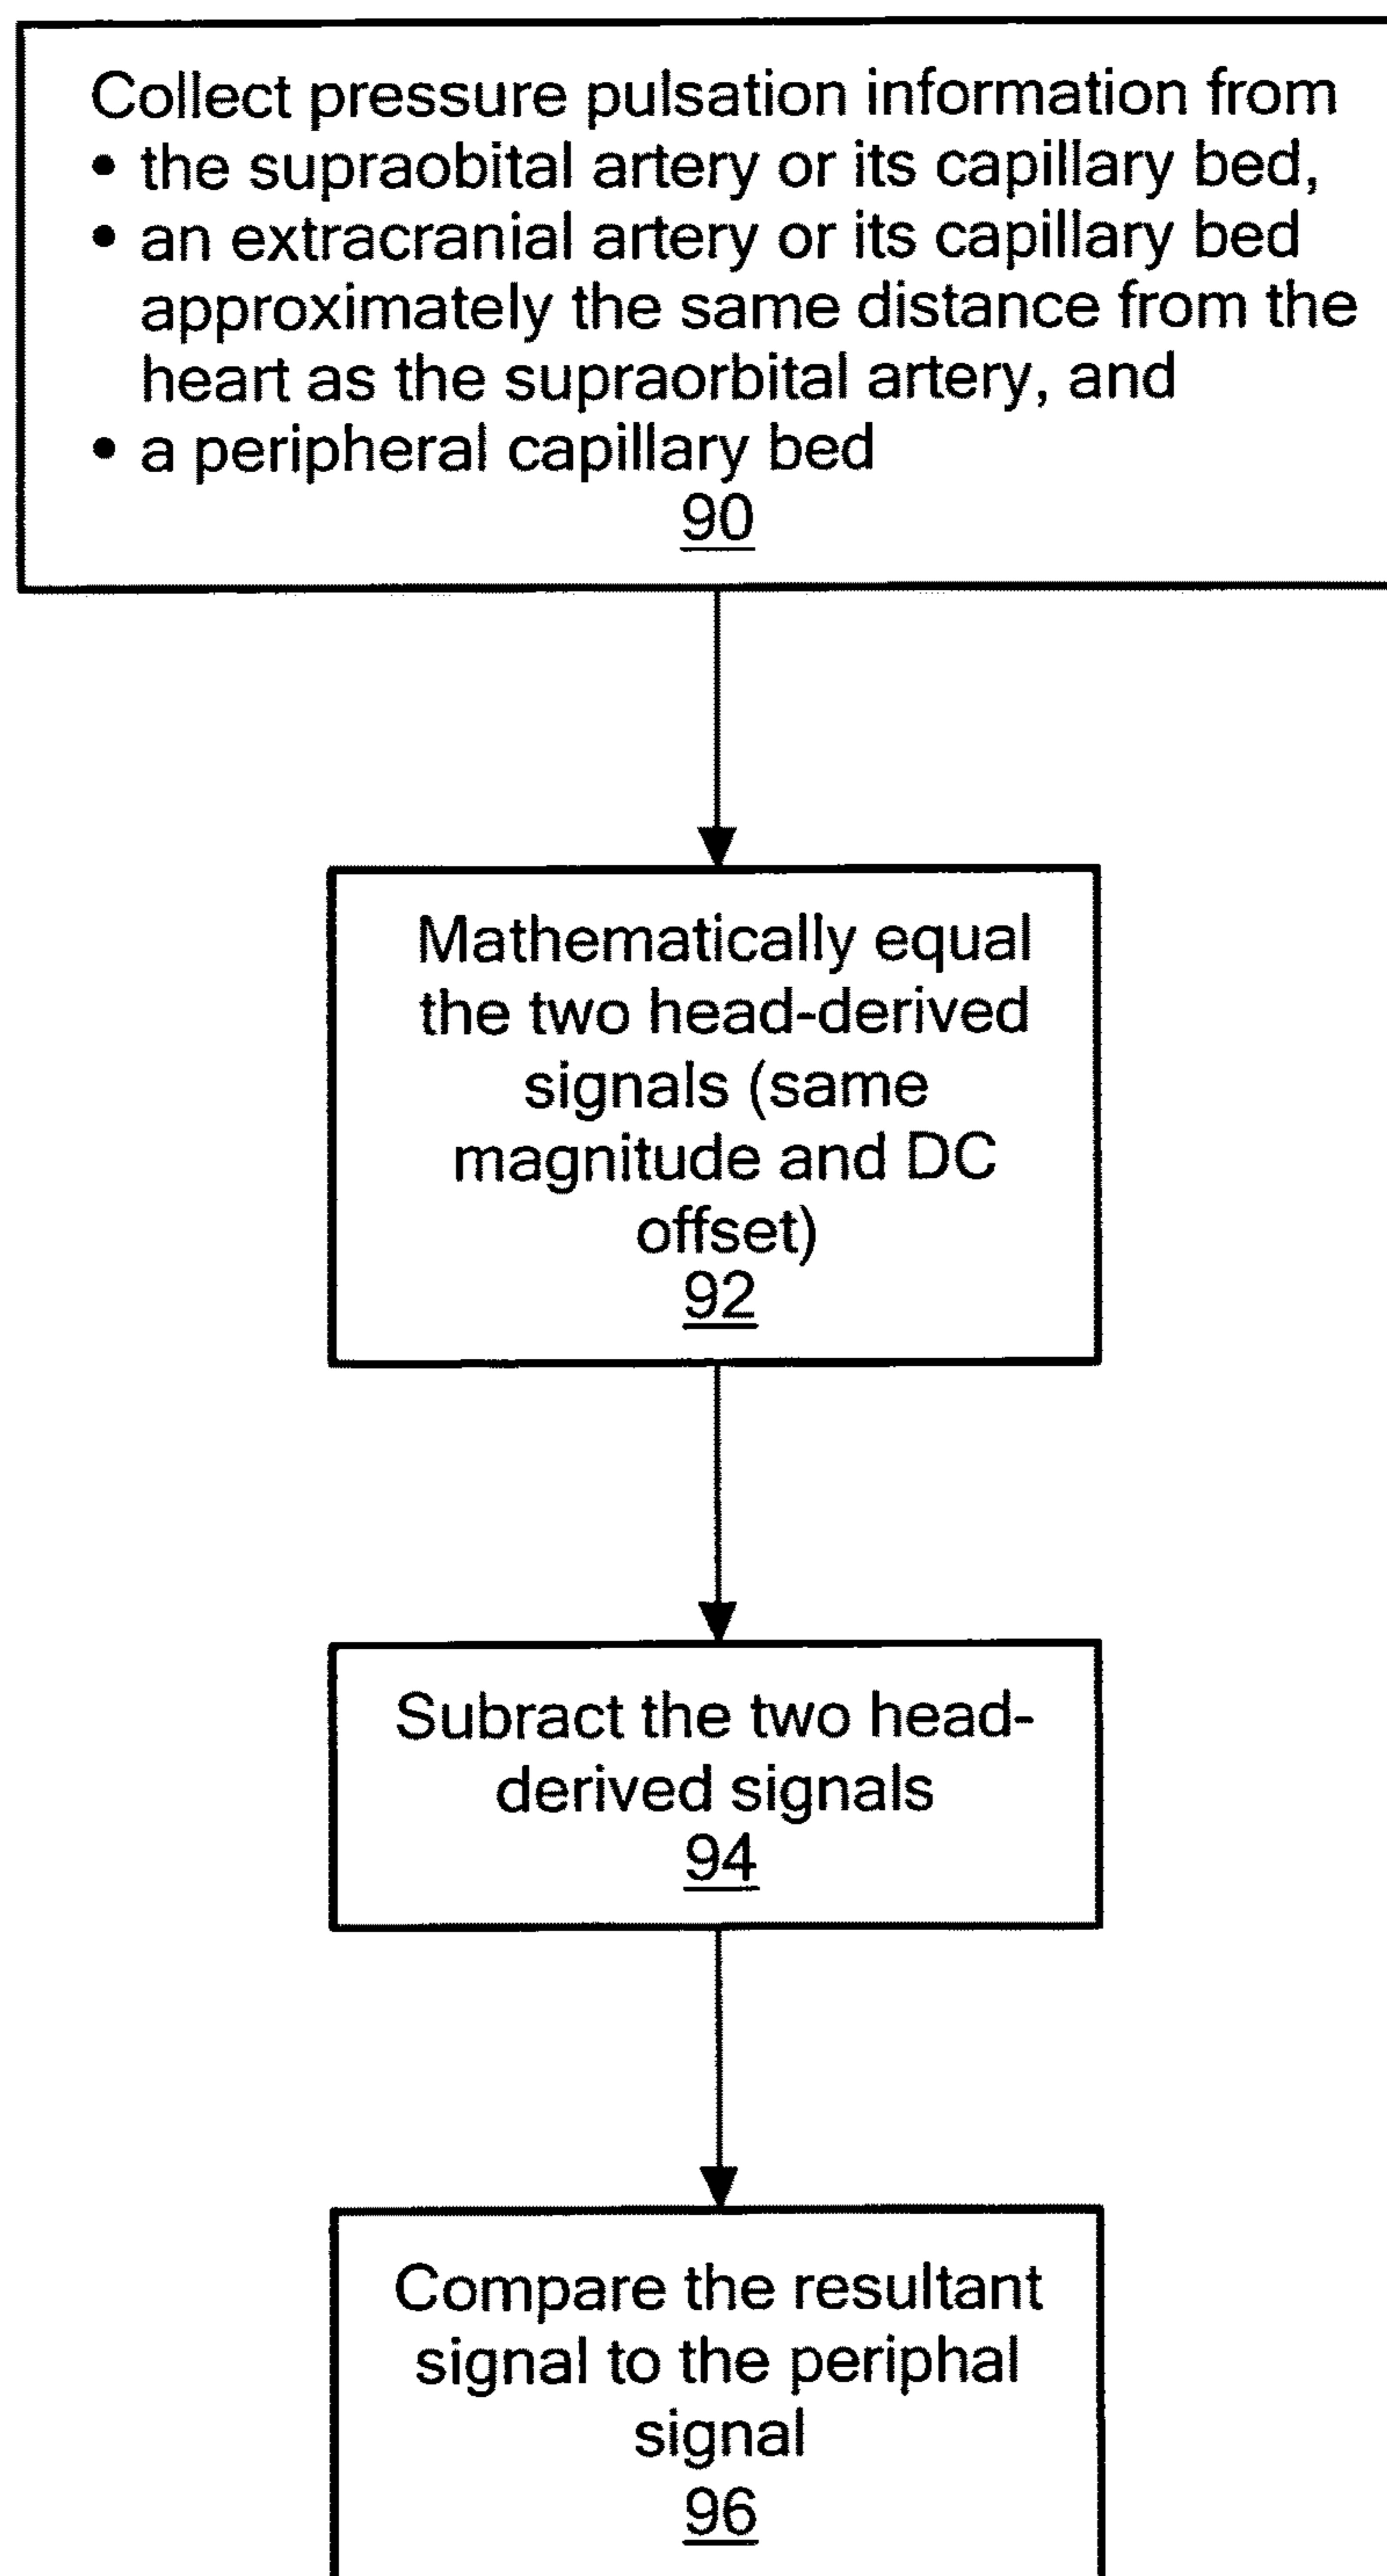 Collect pressure pulsation information from
• the supraobital artery or its capillary bed,
• an extracranial artery or its capillary bed
approximately the same distance from the
heart as the supraorbital artery, and
• a peripheral capillary bed
90
Mathematically equal
the two head-derived
signals (same
magnitude and DC
offset)
92
Subract the two head-
derived signals
94
Compare the resultant
signal to the periphal
signal
96